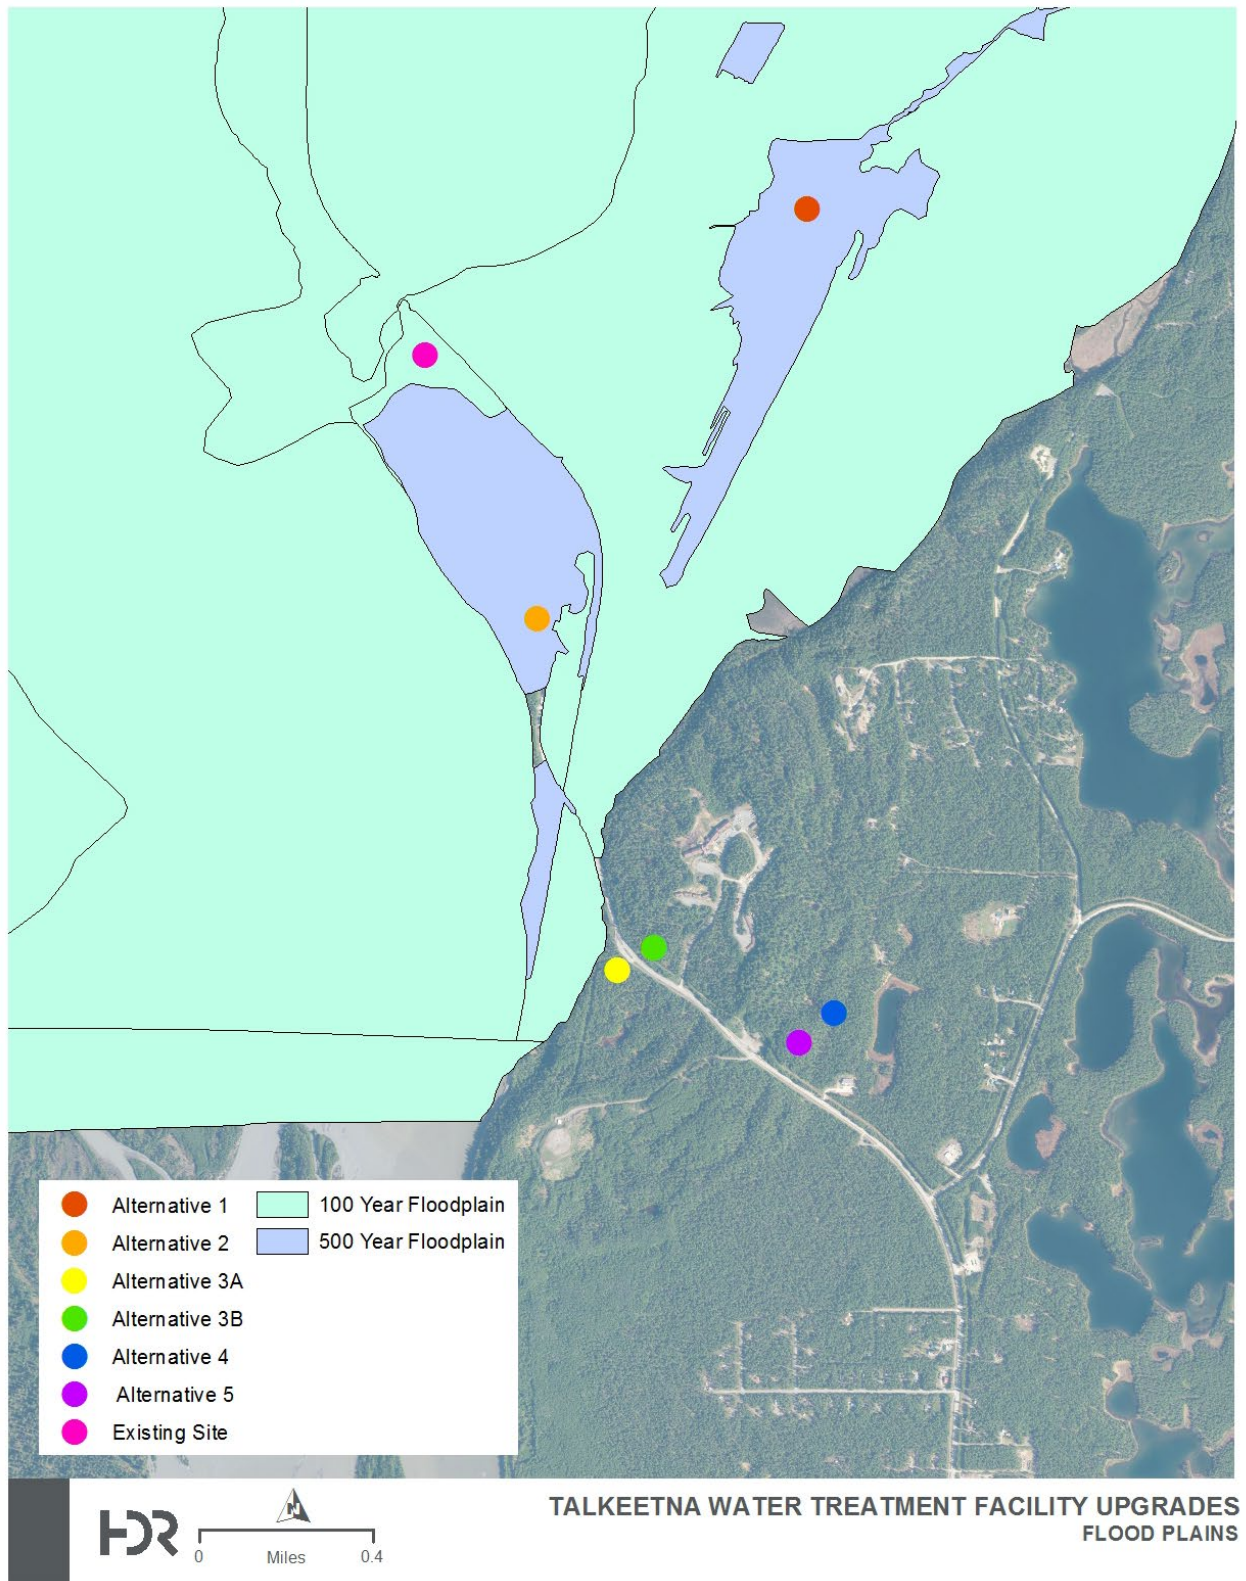 Alternative 1
100 Year Floodplain
Alternative 2
500 Year Floodplain
Alternative 3A
Alternative 3B
Alternative 4
Alternative 5
Existing Site
HDR
N
0
Miles
0.4
TALKEETNA WATER TREATMENT FACILITY UPGRADES
FLOOD PLAINS